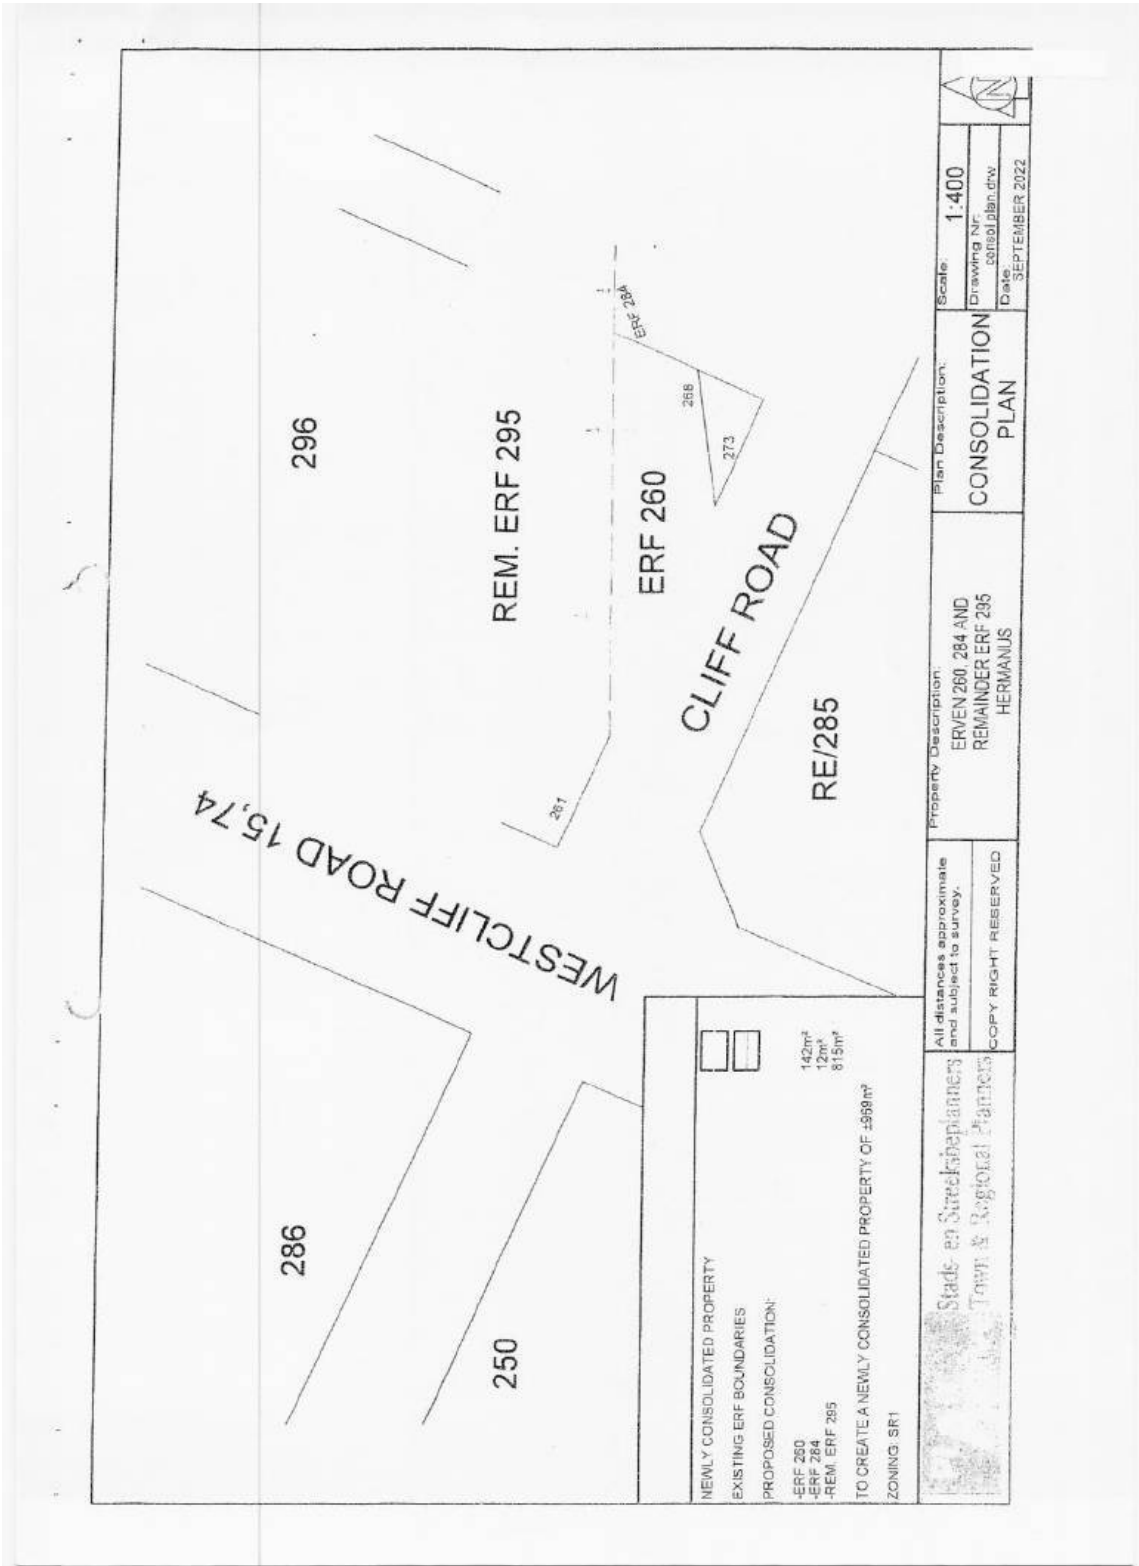 296
REM. ERF 295
ERF 284
268
273
ERF 260
CLIFF ROAD
261
WESTCLIFF ROAD 15,74
RE/285
286
250
NEWLY CONSOLIDATED PROPERTY
EXISTING ERF BOUNDARIES
PROPOSED CONSOLIDATION:
-ERF 260 142m²
-ERF 284 12m²
-REM. ERF 295 815m²
TO CREATE A NEWLY CONSOLIDATED PROPERTY OF ±969m²
ZONING: SR1
Stads- en Streeksbeplanners
Town & Regional Planners
All distances approximate
and subject to survey.
COPY RIGHT RESERVED
Property Description:
ERVEN 260, 284 AND
REMAINDER ERF 295
HERMANUS
Plan Description:
CONSOLIDATION
PLAN
Scale:
1:400
Drawing Nr:
consol plan.drw
Date:
SEPTEMBER 2022
N